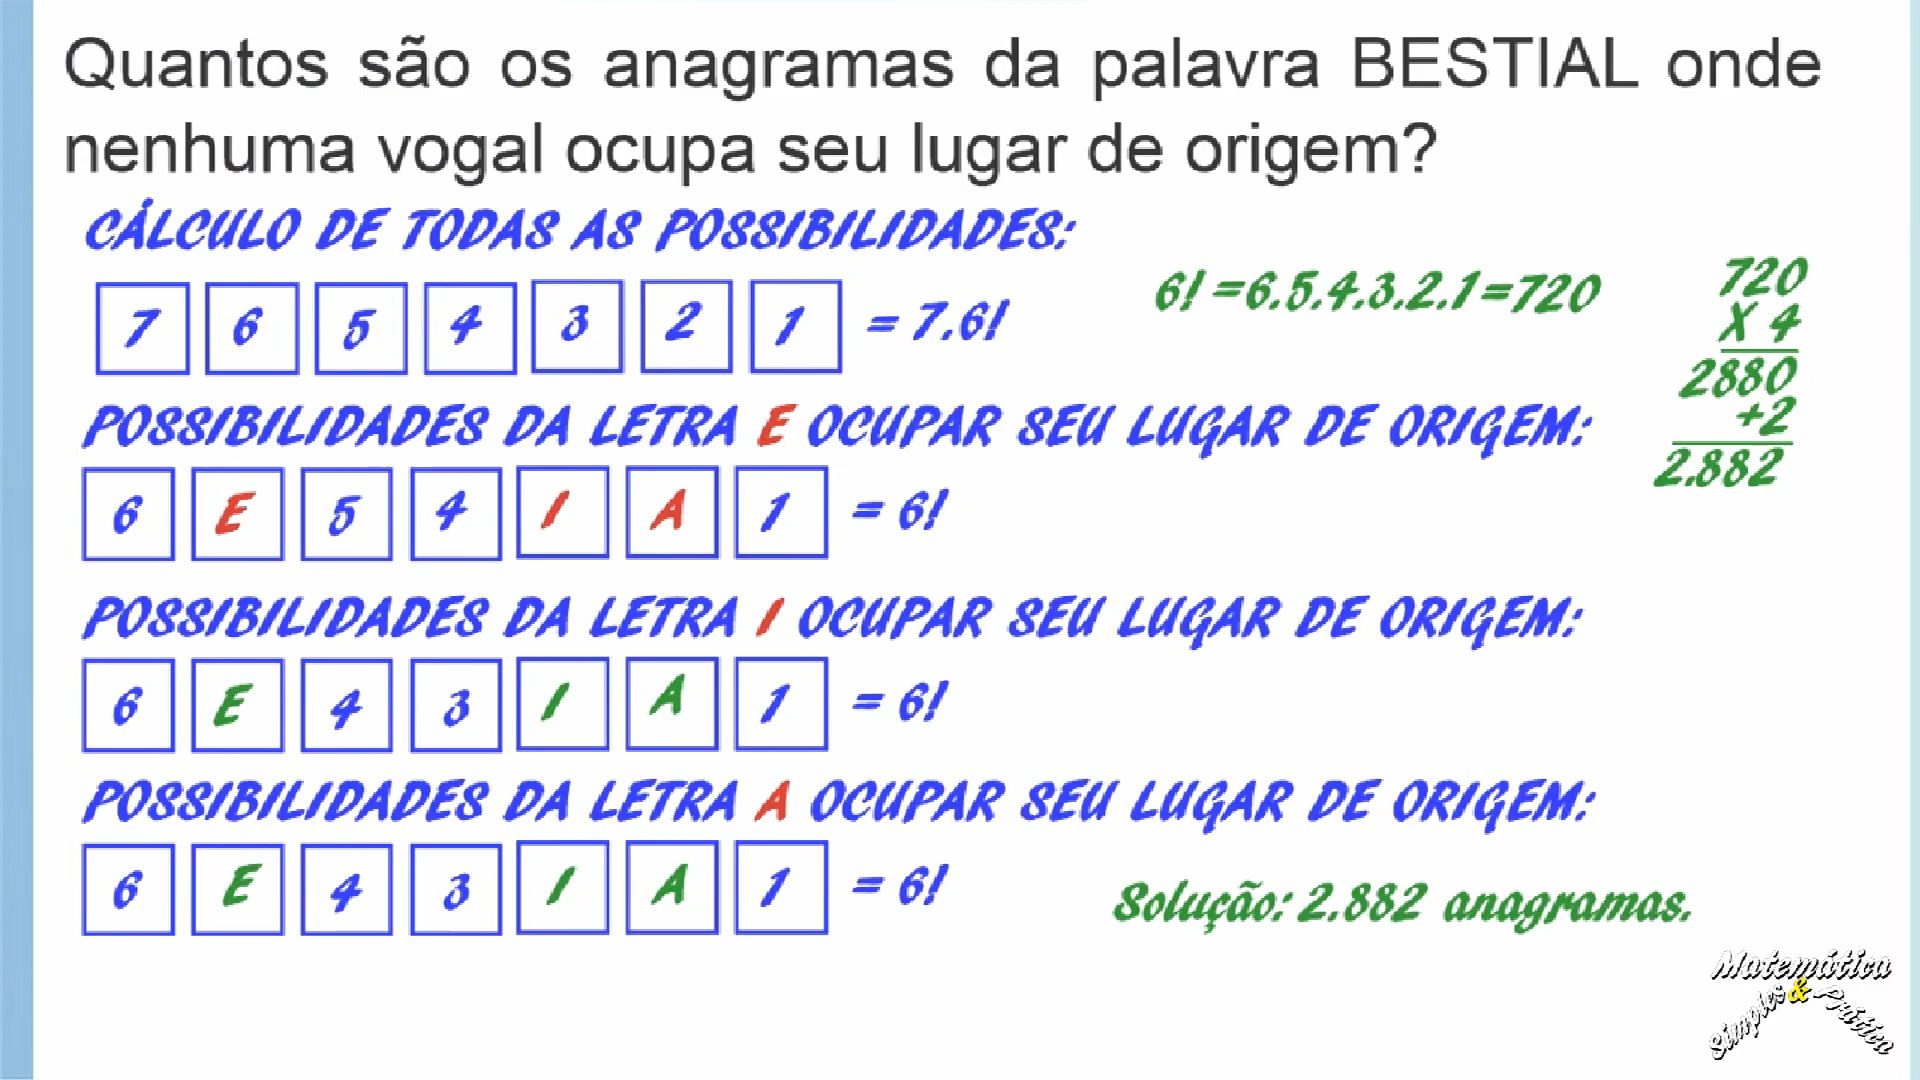 Quantos são os anagramas da palavra BESTIAL onde
nenhuma vogal ocupa seu lugar de origem?
CÁLCULO DE TODAS AS POSSIBILIDADES:
7 6 5 4 3 2 1 = 7.6!
6! =6.5.4.3.2.1=720
720
X 4
2880
+2
2.882
POSSIBILIDADES DA LETRA E OCUPAR SEU LUGAR DE ORIGEM:
6 E 5 4 I A 1 = 6!
POSSIBILIDADES DA LETRA I OCUPAR SEU LUGAR DE ORIGEM:
6 E 4 3 I A 1 = 6!
POSSIBILIDADES DA LETRA A OCUPAR SEU LUGAR DE ORIGEM:
6 E 4 3 I A 1 = 6!
Solução: 2.882 anagramas.
Matemática
Simples & Prática